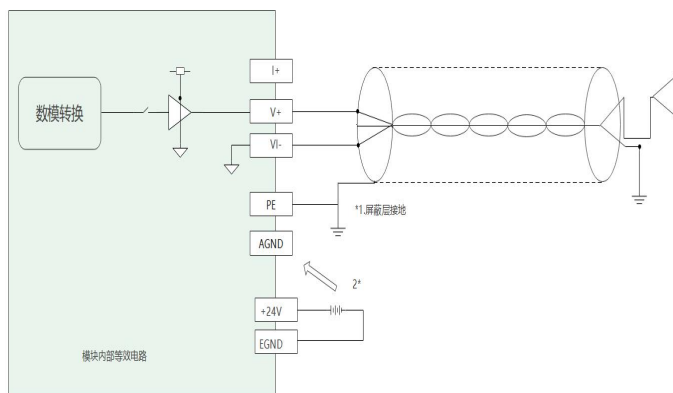 I+
数模转换
V+
VI-
PE
*1.屏蔽层接地
AGND
2*
+24V
EGND
模块内部等效电路